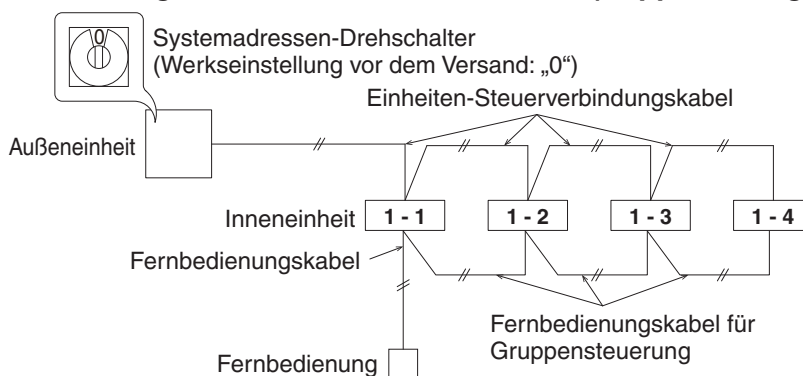 0
Systemadressen-Drehschalter
(Werkseinstellung vor dem Versand: „0“)
Einheiten-Steuerverbindungskabel
Außeneinheit
Inneneinheit
1 - 1
1 - 2
1 - 3
1 - 4
Fernbedienungskabel
Fernbedienungskabel für
Gruppensteuerung
Fernbedienung